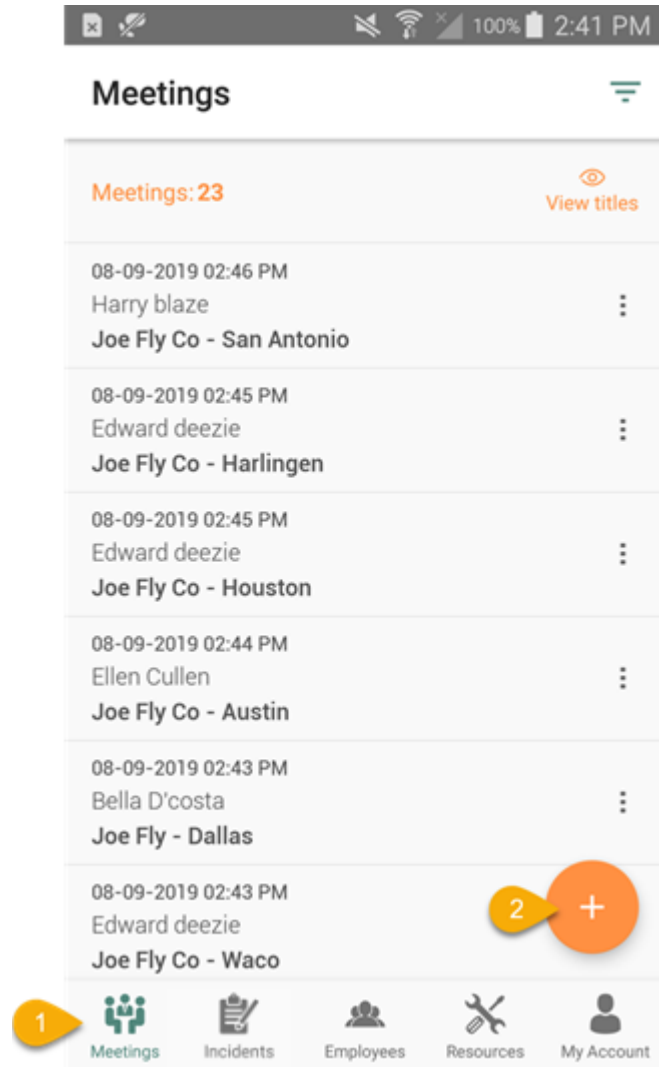 100% 2:41 PM
Meetings
Meetings: 23
View titles
08-09-2019 02:46 PM
Harry blaze
Joe Fly Co - San Antonio
08-09-2019 02:45 PM
Edward deezie
Joe Fly Co - Harlingen
08-09-2019 02:45 PM
Edward deezie
Joe Fly Co - Houston
08-09-2019 02:44 PM
Ellen Cullen
Joe Fly Co - Austin
08-09-2019 02:43 PM
Bella D'costa
Joe Fly - Dallas
08-09-2019 02:43 PM
Edward deezie
Joe Fly Co - Waco
2 +
1
Meetings Incidents Employees Resources My Account